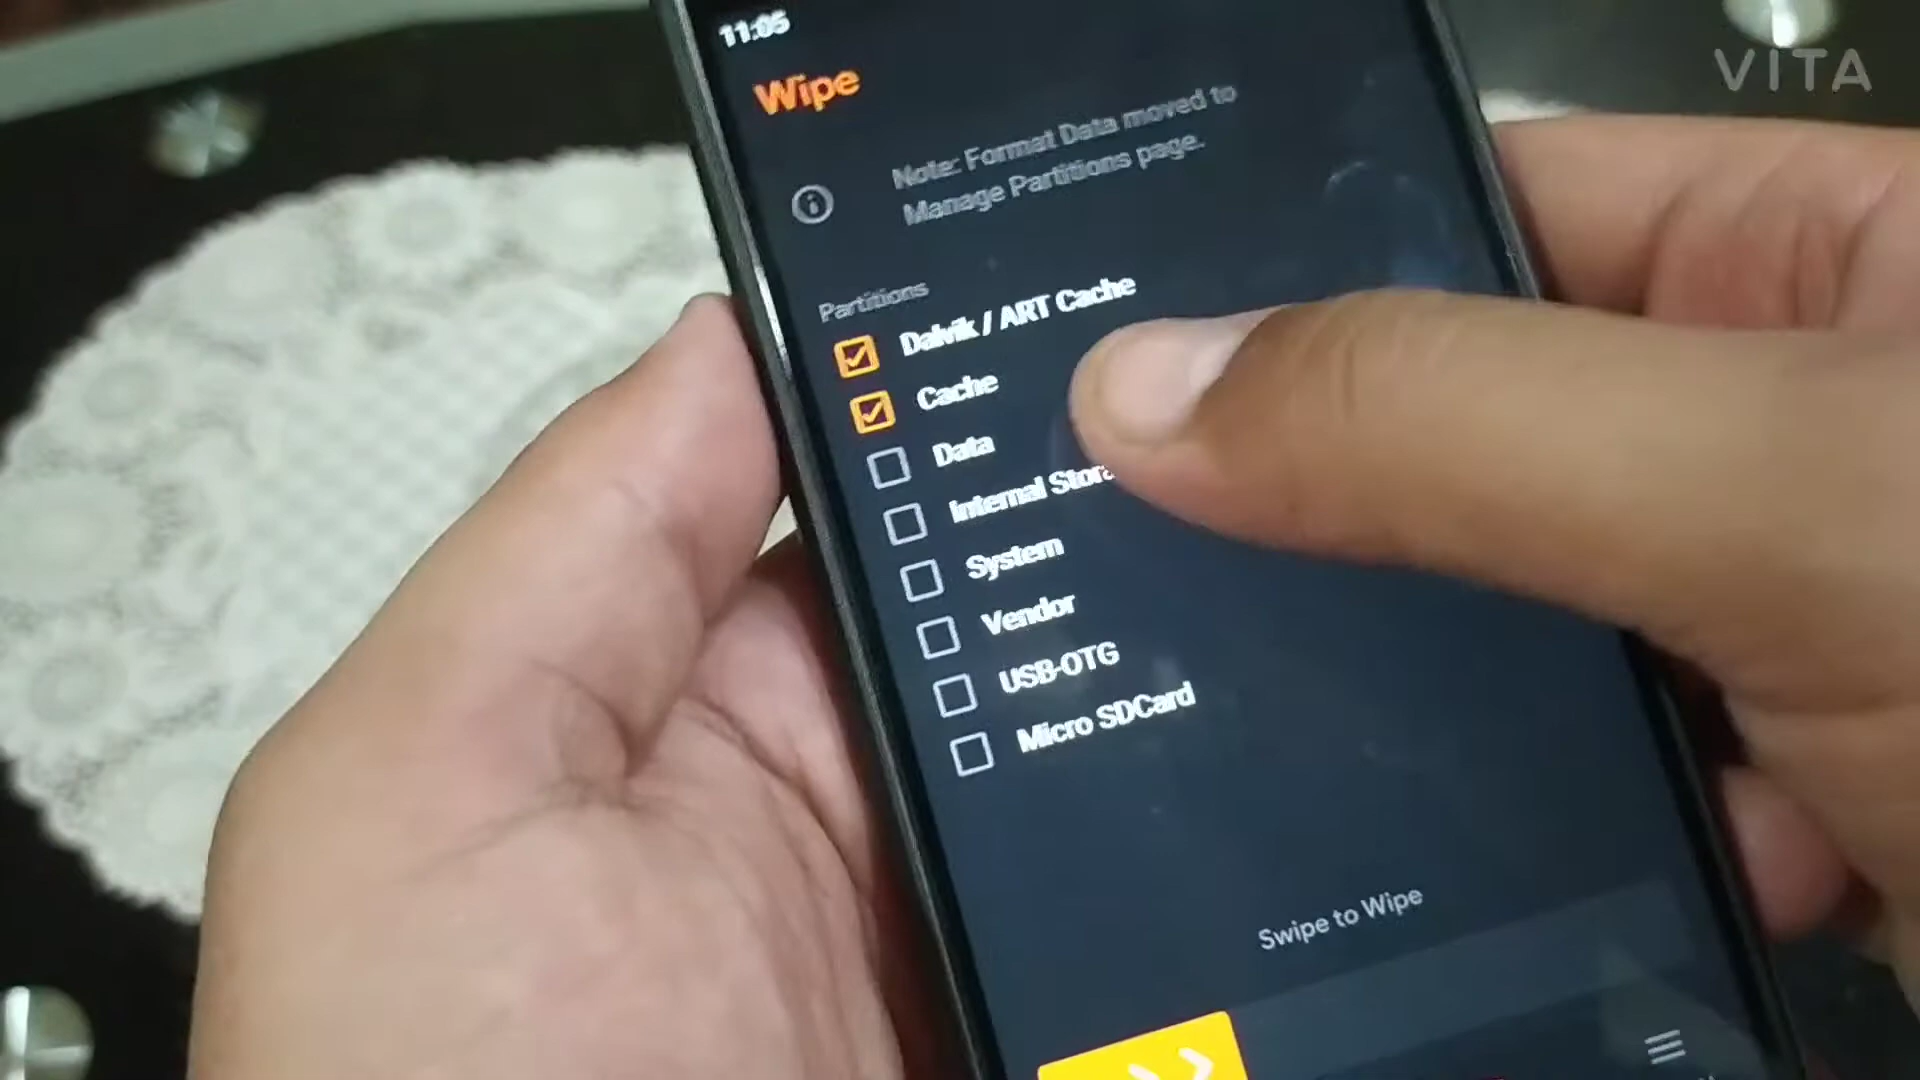 11:05
VITA
Wipe
Note: Format Data moved to
Manage Partitions page.
Partitions
Dalvik / ART Cache
Cache
Data
Internal Stora
System
Vendor
USB-OTG
Micro SDCard
Swipe to Wipe